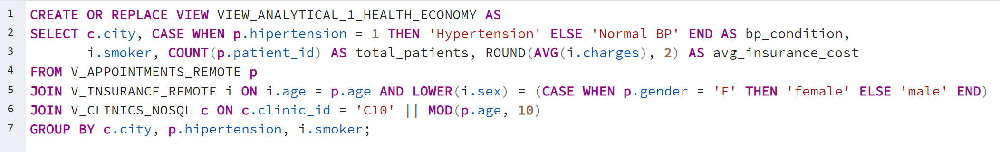 1 CREATE OR REPLACE VIEW VIEW_ANALYTICAL_1_HEALTH_ECONOMY AS
2 SELECT c.city, CASE WHEN p.hipertension = 1 THEN 'Hypertension' ELSE 'Normal BP' END AS bp_condition,
3        i.smoker, COUNT(p.patient_id) AS total_patients, ROUND(AVG(i.charges), 2) AS avg_insurance_cost
4 FROM V_APPOINTMENTS_REMOTE p
5 JOIN V_INSURANCE_REMOTE i ON i.age = p.age AND LOWER(i.sex) = (CASE WHEN p.gender = 'F' THEN 'female' ELSE 'male' END)
6 JOIN V_CLINICS_NOSQL c ON c.clinic_id = 'C10' || MOD(p.age, 10)
7 GROUP BY c.city, p.hipertension, i.smoker;